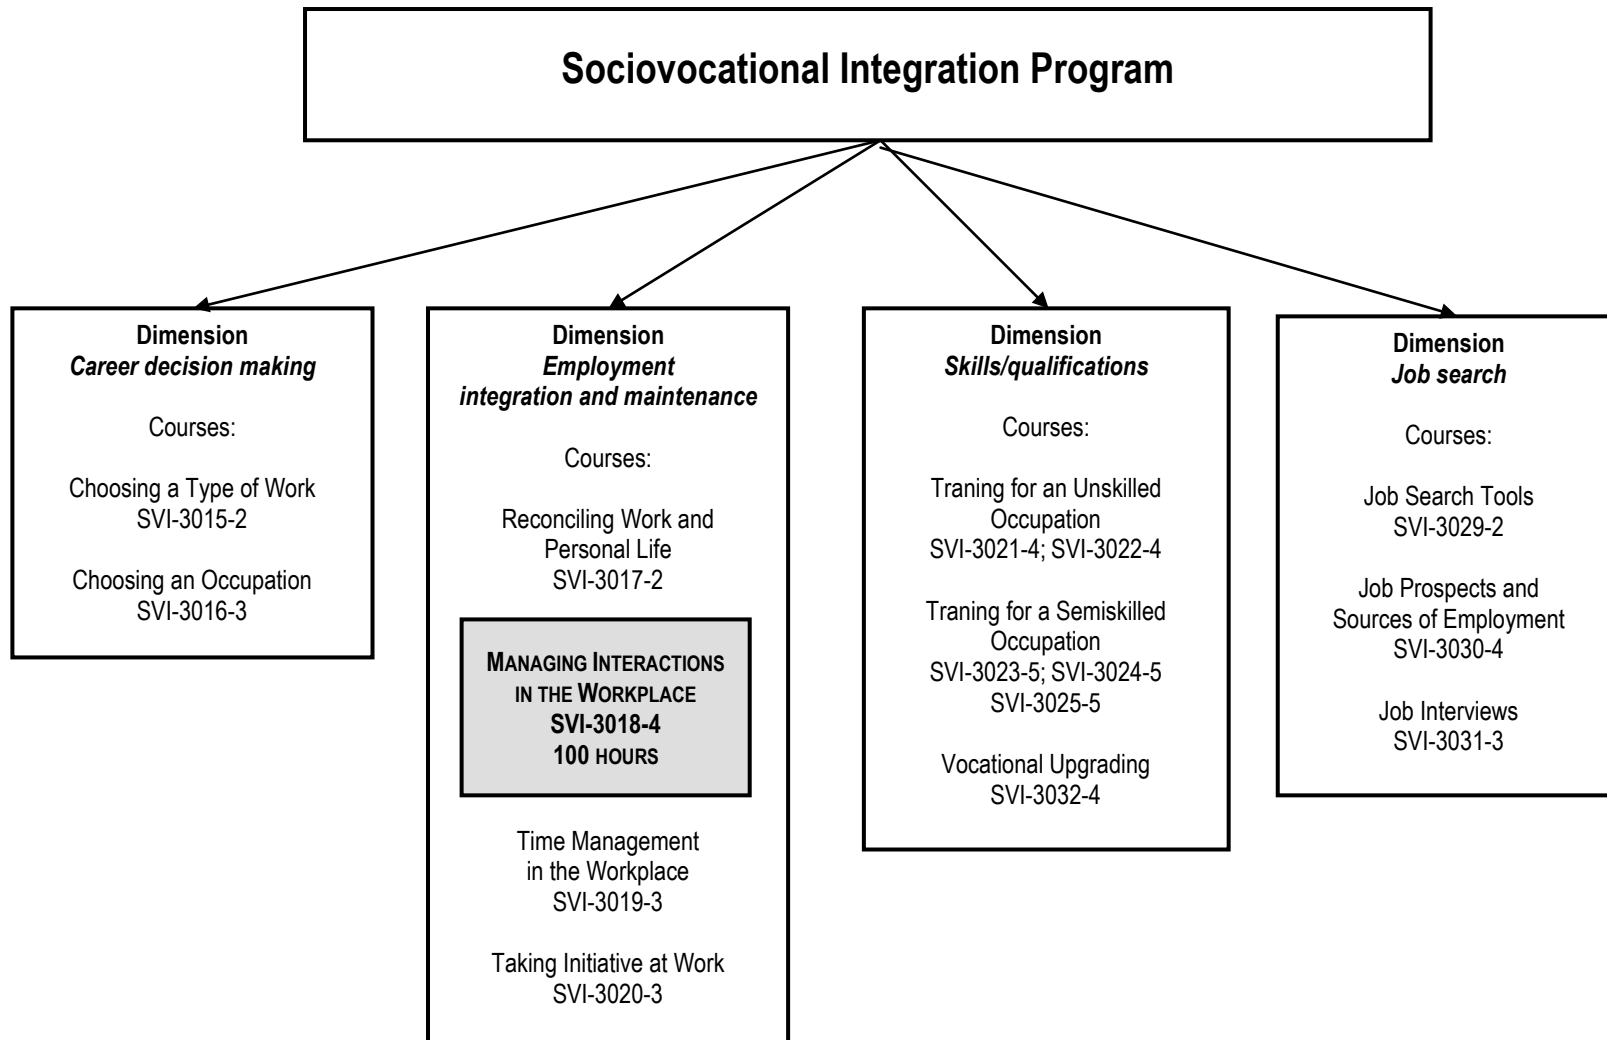 Sociovocational Integration Program
Dimension
Career decision making
Courses:
Choosing a Type of Work
SVI-3015-2
Choosing an Occupation
SVI-3016-3
Dimension
Employment
integration and maintenance
Courses:
Reconciling Work and
Personal Life
SVI-3017-2
MANAGING INTERACTIONS
IN THE WORKPLACE
SVI-3018-4
100 HOURS
Time Management
in the Workplace
SVI-3019-3
Taking Initiative at Work
SVI-3020-3
Dimension
Skills/qualifications
Courses:
Traning for an Unskilled
Occupation
SVI-3021-4; SVI-3022-4
Traning for a Semiskilled
Occupation
SVI-3023-5; SVI-3024-5
SVI-3025-5
Vocational Upgrading
SVI-3032-4
Dimension
Job search
Courses:
Job Search Tools
SVI-3029-2
Job Prospects and
Sources of Employment
SVI-3030-4
Job Interviews
SVI-3031-3